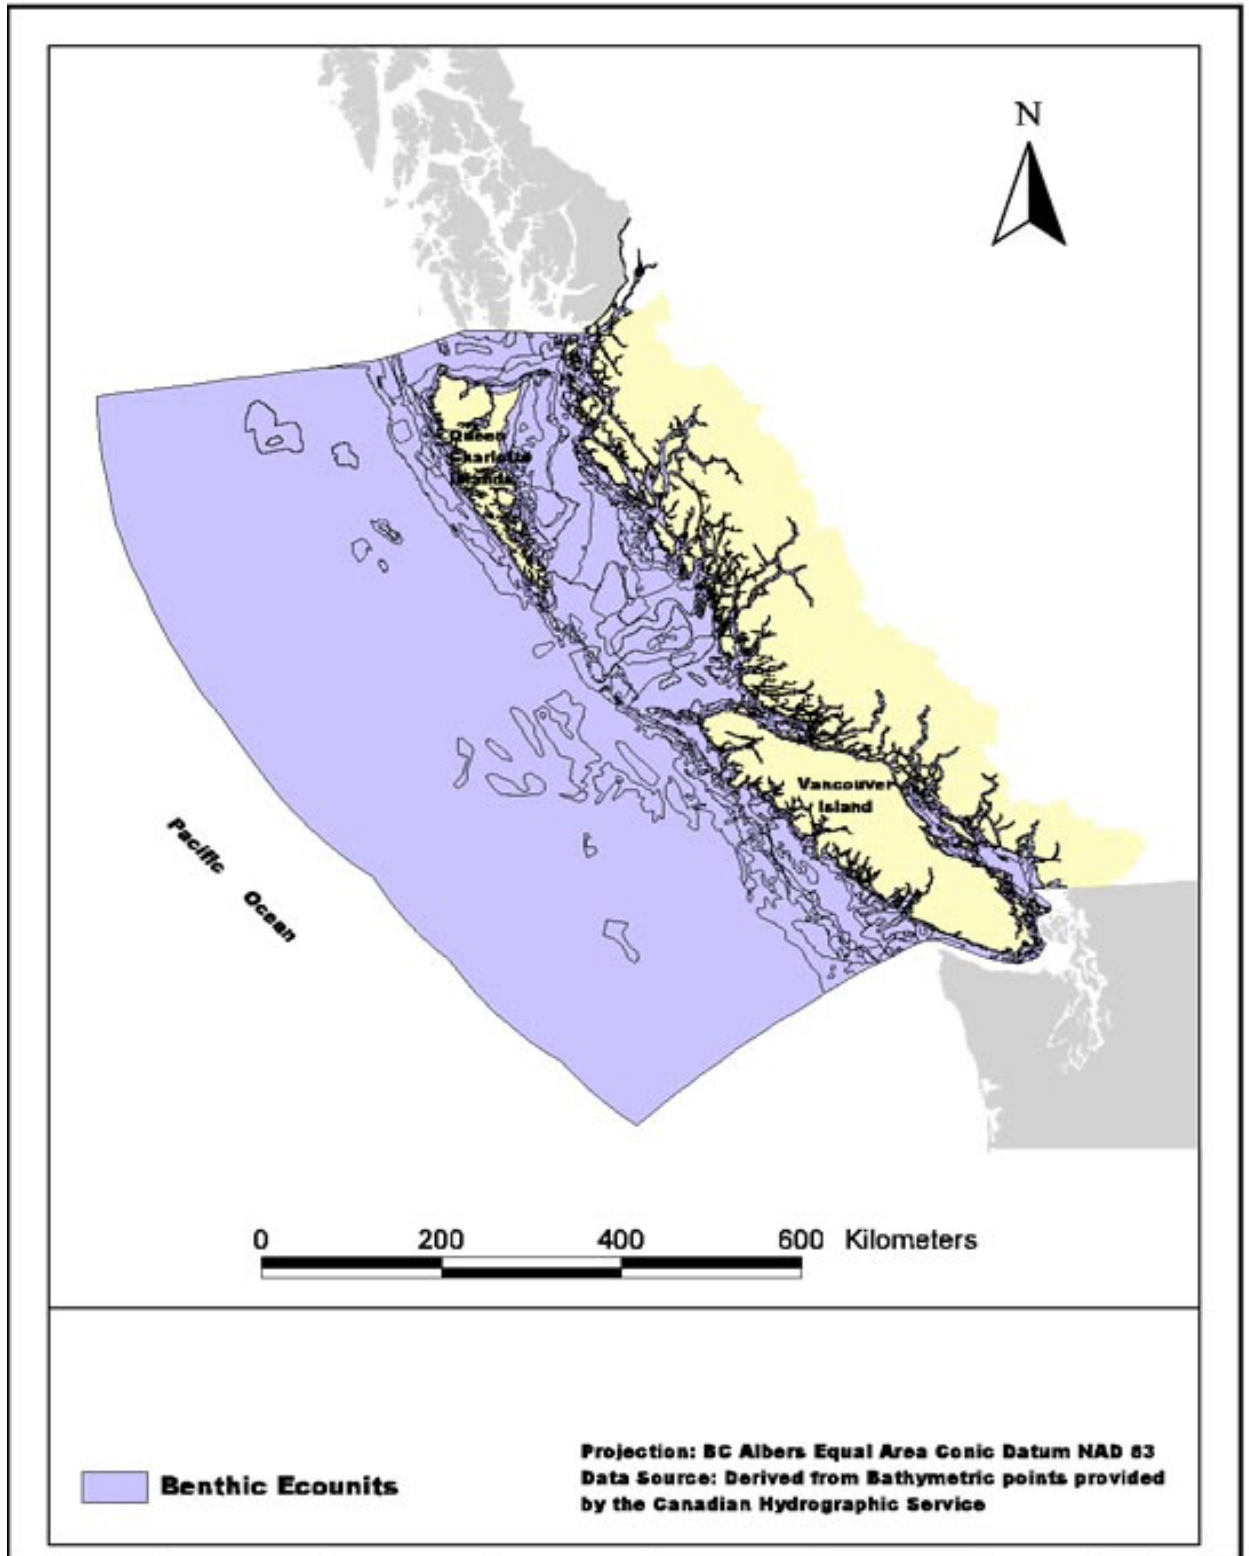 N
Queen
Charlotte
Islands
Vancouver
Island
Pacific Ocean
0 200 400 600 Kilometers
Benthic Ecounits
Projection: BC Albers Equal Area Conic Datum NAD 83
Data Source: Derived from Bathymetric points provided
by the Canadian Hydrographic Service